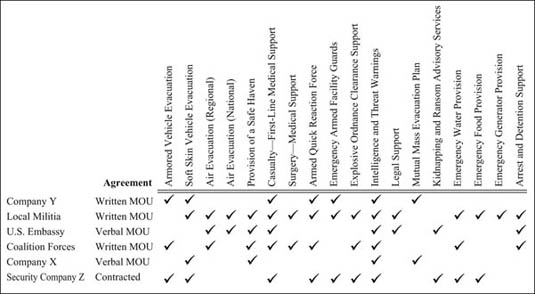 Armored Vehicle Evacuation
Soft Skin Vehicle Evacuation
Air Evacuation (Regional)
Air Evacuation (National)
Provision of a Safe Haven
Casualty—First-Line Medical Support
Surgery—Medical Support
Armed Quick Reaction Force
Emergency Armed Facility Guards
Explosive Ordnance Clearance Support
Intelligence and Threat Warnings
Legal Support
Mutual Mass Evacuation Plan
Kidnapping and Ransom Advisory Services
Emergency Water Provision
Emergency Food Provision
Emergency Generator Provision
Arrest and Detention Support
Agreement
Company Y Written MOU
Local Militia Written MOU
U.S. Embassy Verbal MOU
Coalition Forces Written MOU
Company X Verbal MOU
Security Company Z Contracted